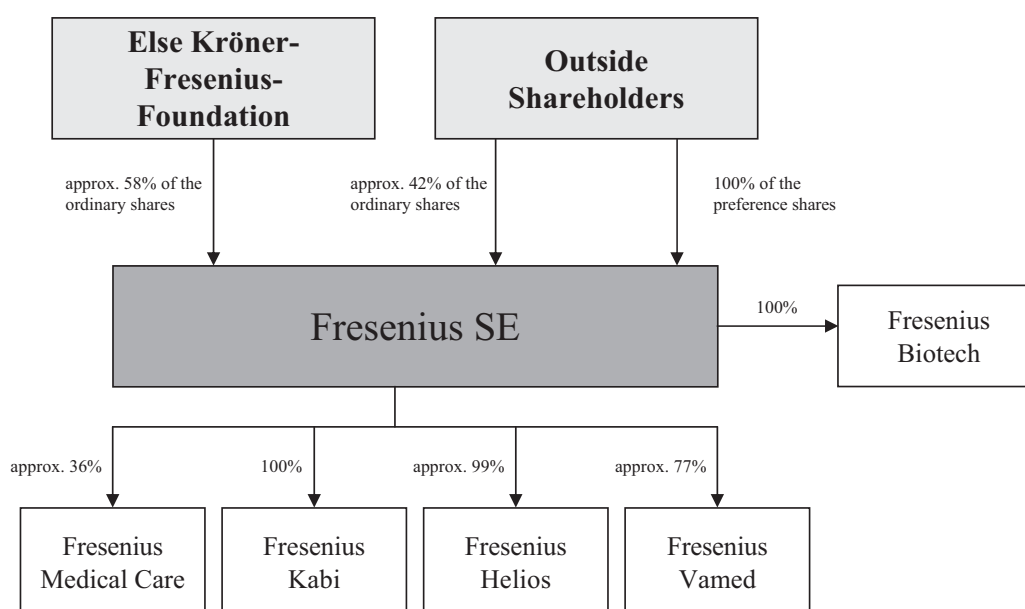 Else Kröner-
Fresenius-
Foundation
Outside
Shareholders
approx. 58% of the
ordinary shares
approx. 42% of the
ordinary shares
100% of the
preference shares
Fresenius SE
100%
Fresenius
Biotech
approx. 36%
100%
approx. 99%
approx. 77%
Fresenius
Medical Care
Fresenius
Kabi
Fresenius
Helios
Fresenius
Vamed